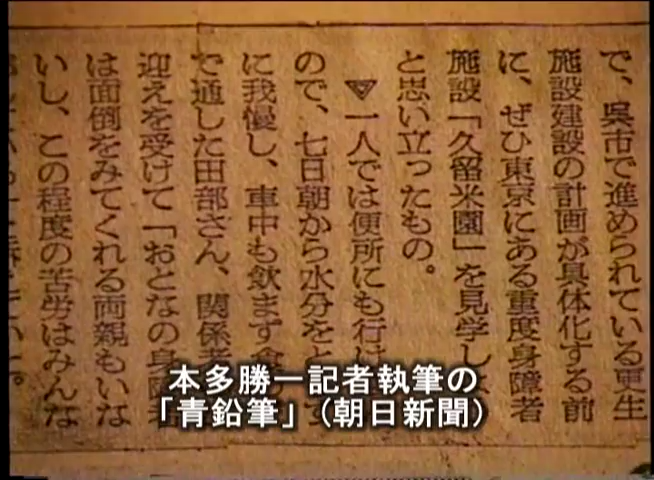 で、呉市で進められている更生
施設建設の計画が具体化する前
に、ぜひ東京にある重度身障者
施設「久留米園」を見学し
と思い立ったもの。
▽一人では便所にも行け
ので、七日朝から水分をと
に我慢し、車中も飲まず食
で通した田部さん、関係者
迎えを受けて「おとなの身障者
は面倒をみてくれる両親もいな
いし、この程度の苦労はみんな
本多勝一記者執筆の
「青鉛筆」（朝日新聞）